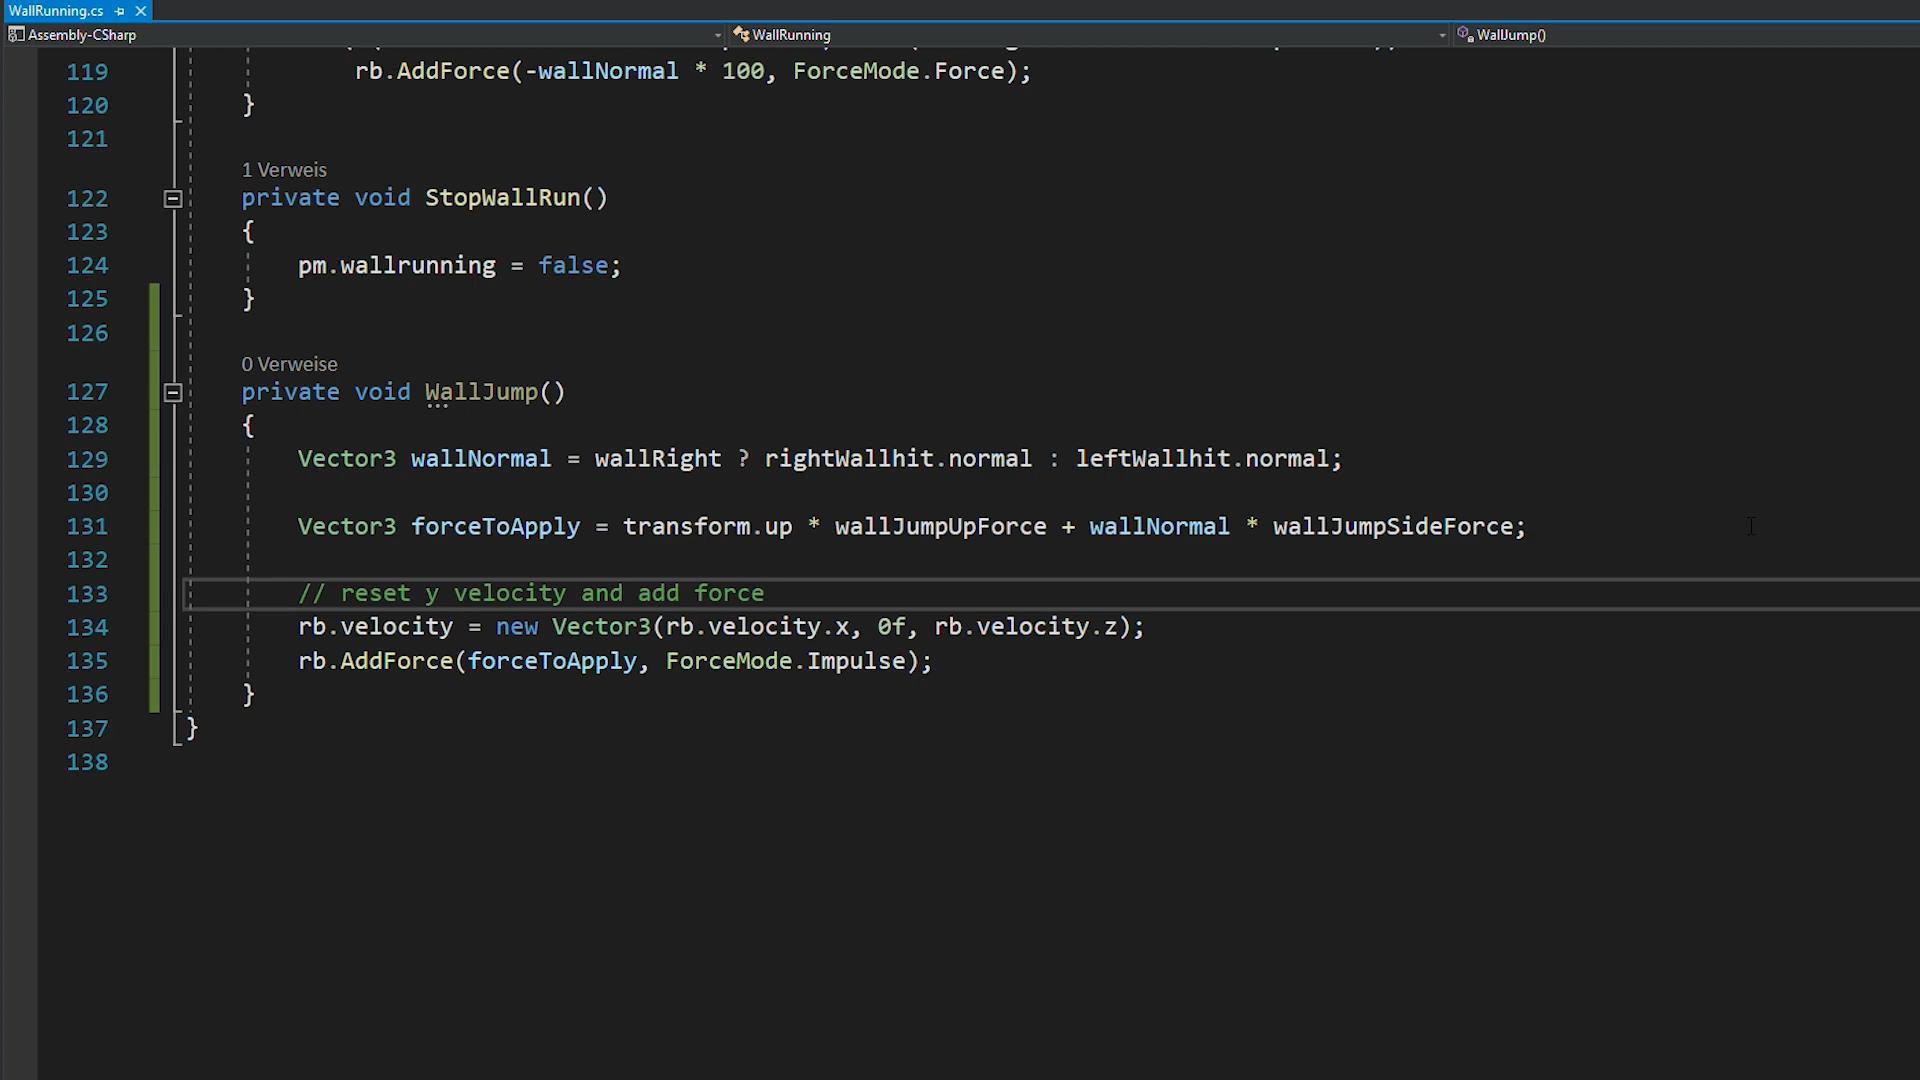 WallRunning.cs
Assembly-CSharp WallRunning WallJump()
119 rb.AddForce(-wallNormal * 100, ForceMode.Force);
120 }
121
1 Verweis
122 private void StopWallRun()
123 {
124 pm.wallrunning = false;
125 }
126
0 Verweise
127 private void WallJump()
128 {
129 Vector3 wallNormal = wallRight ? rightWallhit.normal : leftWallhit.normal;
130
131 Vector3 forceToApply = transform.up * wallJumpUpForce + wallNormal * wallJumpSideForce;
132
133 // reset y velocity and add force
134 rb.velocity = new Vector3(rb.velocity.x, 0f, rb.velocity.z);
135 rb.AddForce(forceToApply, ForceMode.Impulse);
136 }
137 }
138